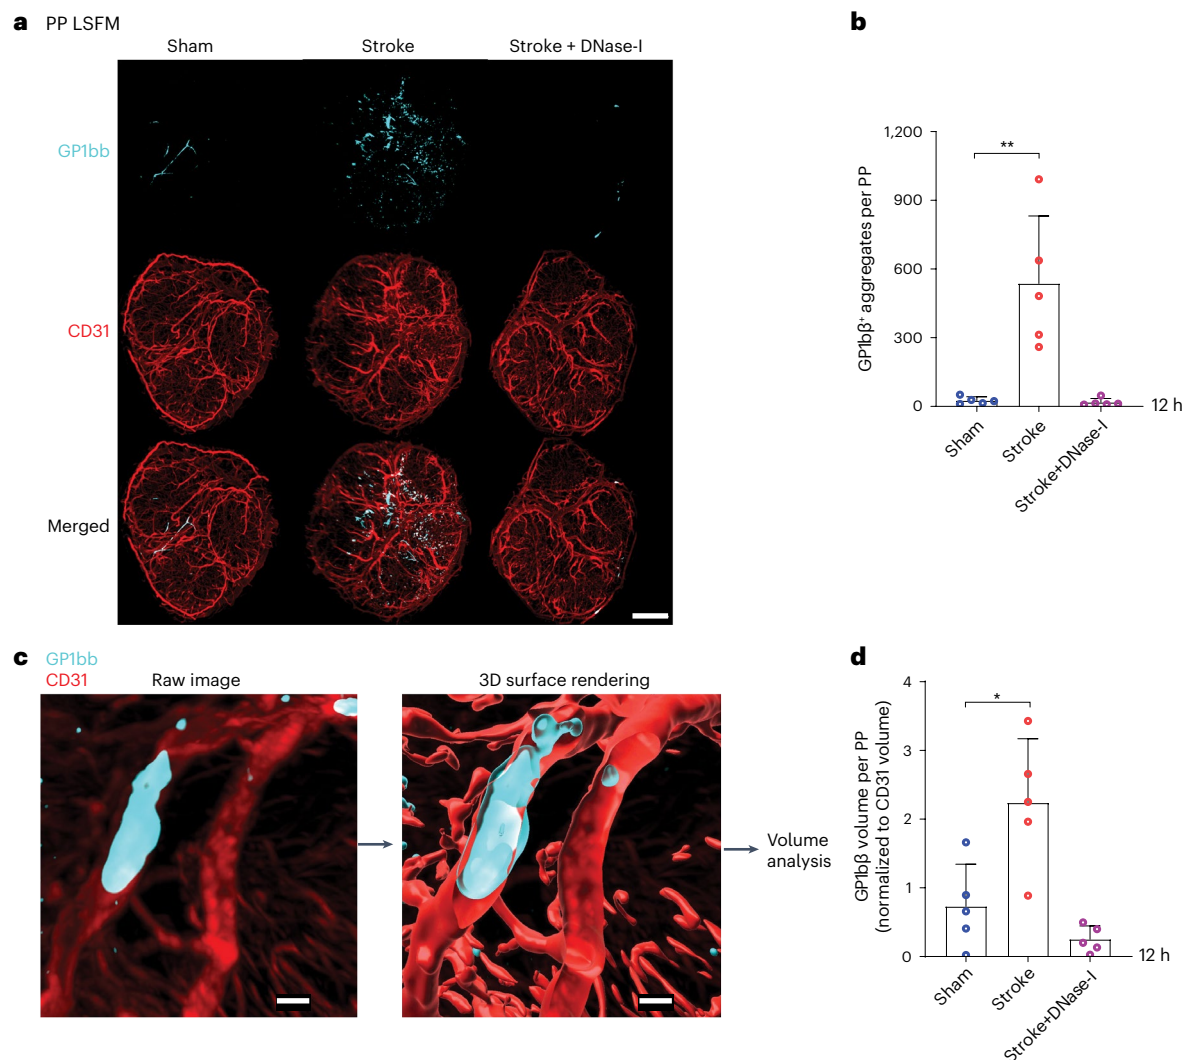 a PP LSFM
Sham
Stroke
Stroke + DNase-I
GP1bb
CD31
Merged
b
GP1bβ+ aggregates per PP
1,200
900
600
300
0
**
12 h
Sham
Stroke
Stroke+DNase-I
c GP1bb
CD31
Raw image
3D surface rendering
Volume
analysis
d
GP1bβ volume per PP
(normalized to CD31 volume)
4
3
2
1
0
*
12 h
Sham
Stroke
Stroke+DNase-I